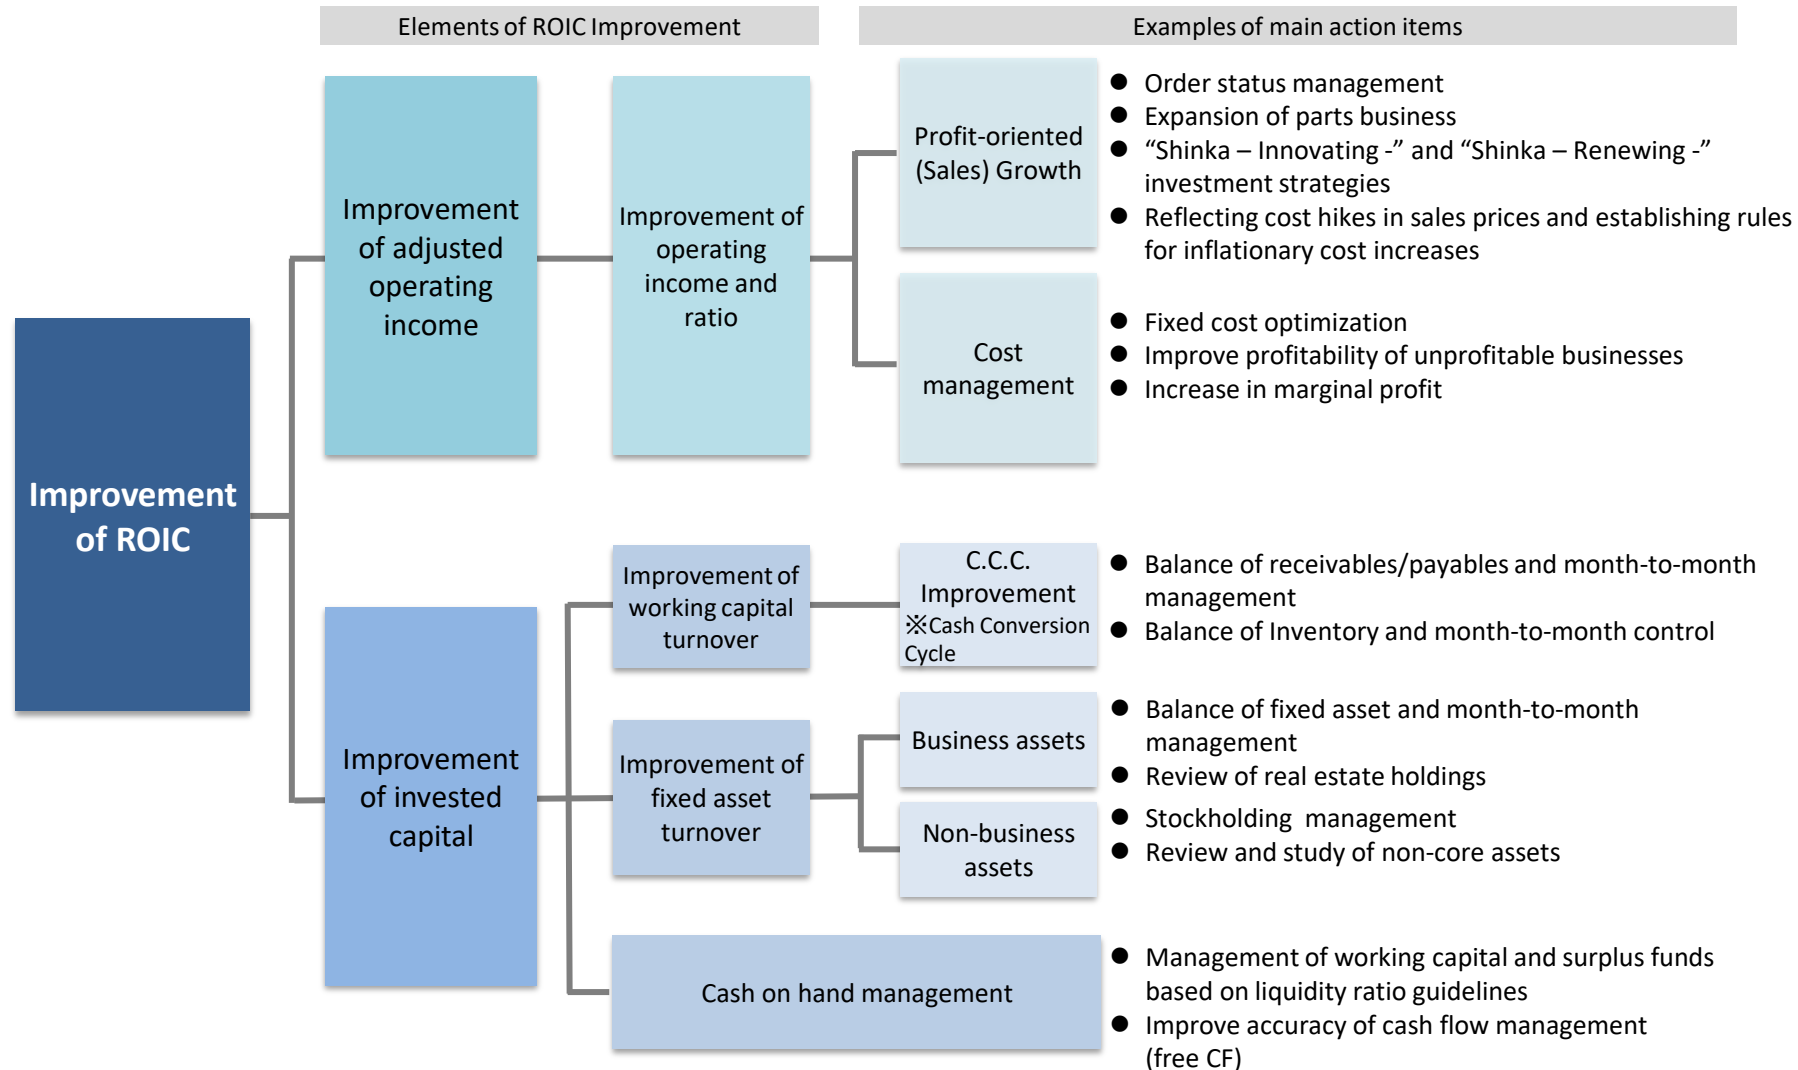 Elements of ROIC Improvement
Examples of main action items
Improvement
of ROIC
Improvement
of adjusted
operating
income
Improvement of
operating
income and
ratio
Profit-oriented
(Sales) Growth
● Order status management
● Expansion of parts business
● “Shinka – Innovating -” and “Shinka – Renewing -”
investment strategies
● Reflecting cost hikes in sales prices and establishing rules
for inflationary cost increases
Cost
management
● Fixed cost optimization
● Improve profitability of unprofitable businesses
● Increase in marginal profit
Improvement
of invested
capital
Improvement of
working capital
turnover
C.C.C.
Improvement
※Cash Conversion
Cycle
● Balance of receivables/payables and month-to-month
management
● Balance of Inventory and month-to-month control
Improvement of
fixed asset
turnover
Business assets
● Balance of fixed asset and month-to-month
management
● Review of real estate holdings
Non-business
assets
● Stockholding management
● Review and study of non-core assets
Cash on hand management
● Management of working capital and surplus funds
based on liquidity ratio guidelines
● Improve accuracy of cash flow management
(free CF)